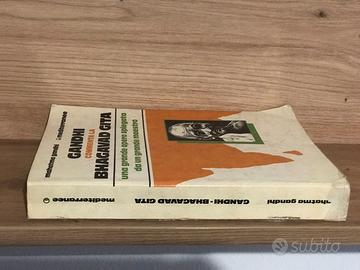 mahatma gandhi
mediterranee
GANDHI
COMMENTA LA
BHAGAVAD GITA
una grande opera spiegata
da un grande maestro
mediterranee
GANDHI - BHAGAVAD GITA
mahatma gandhi
subito